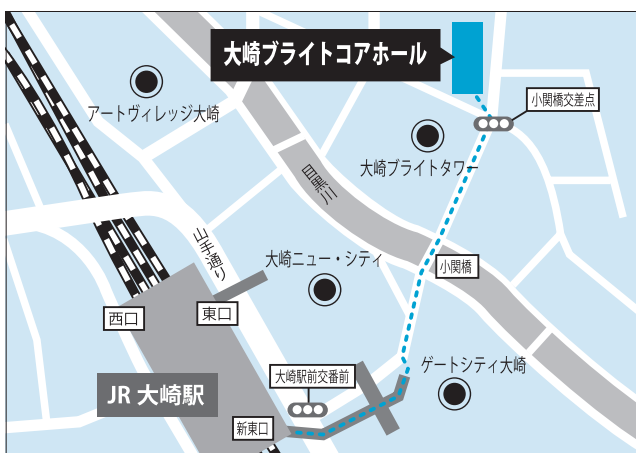 大崎ブライトコアホール
アートヴィレッジ大崎
小関橋交差点
大崎ブライトタワー
目黒川
山手通り
大崎ニュー・シティ
小関橋
西口
東口
大崎駅前交番前
ゲートシティ大崎
JR 大崎駅
新東口